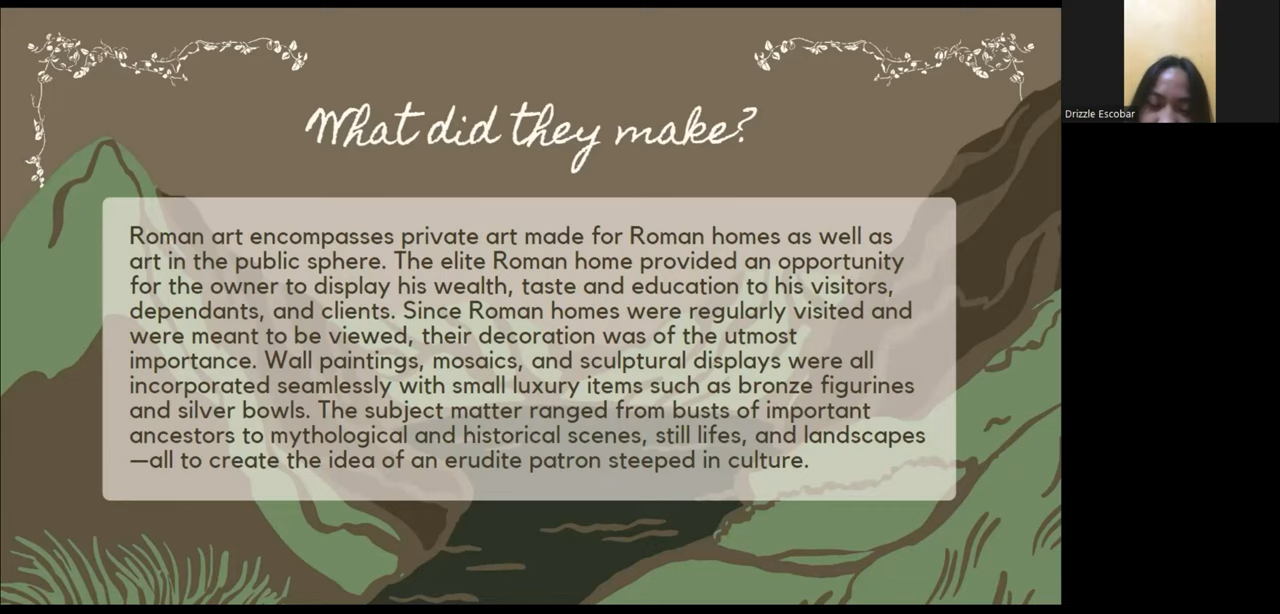 What did they make?
Roman art encompasses private art made for Roman homes as well as
art in the public sphere. The elite Roman home provided an opportunity
for the owner to display his wealth, taste and education to his visitors,
dependants, and clients. Since Roman homes were regularly visited and
were meant to be viewed, their decoration was of the utmost
importance. Wall paintings, mosaics, and sculptural displays were all
incorporated seamlessly with small luxury items such as bronze figurines
and silver bowls. The subject matter ranged from busts of important
ancestors to mythological and historical scenes, still lifes, and landscapes
—all to create the idea of an erudite patron steeped in culture.
Drizzle Escobar